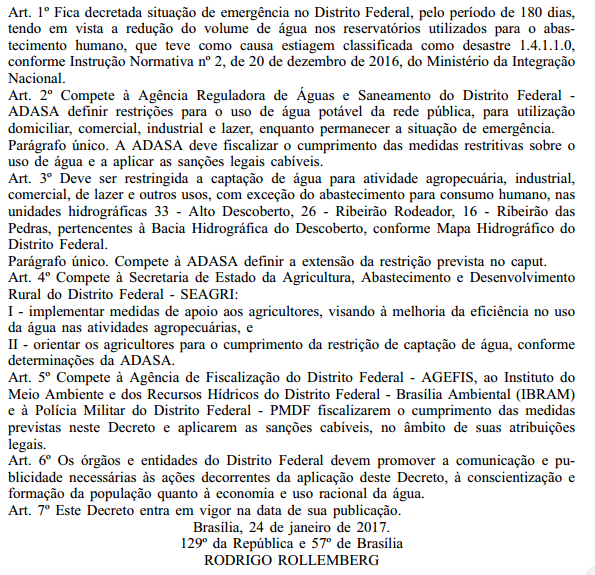 Art. 1º Fica decretada situação de emergência no Distrito Federal, pelo período de 180 dias,
tendo em vista a redução do volume de água nos reservatórios utilizados para o abas-
tecimento humano, que teve como causa estiagem classificada como desastre 1.4.1.1.0,
conforme Instrução Normativa nº 2, de 20 de dezembro de 2016, do Ministério da Integração
Nacional.
Art. 2º Compete à Agência Reguladora de Águas e Saneamento do Distrito Federal -
ADASA definir restrições para o uso de água potável da rede pública, para utilização
domiciliar, comercial, industrial e lazer, enquanto permanecer a situação de emergência.
Parágrafo único. A ADASA deve fiscalizar o cumprimento das medidas restritivas sobre o
uso de água e a aplicar as sanções legais cabíveis.
Art. 3º Deve ser restringida a captação de água para atividade agropecuária, industrial,
comercial, de lazer e outros usos, com exceção do abastecimento para consumo humano, nas
unidades hidrográficas 33 - Alto Descoberto, 26 - Ribeirão Rodeador, 16 - Ribeirão das
Pedras, pertencentes à Bacia Hidrográfica do Descoberto, conforme Mapa Hidrográfico do
Distrito Federal.
Parágrafo único. Compete à ADASA definir a extensão da restrição prevista no caput.
Art. 4º Compete à Secretaria de Estado da Agricultura, Abastecimento e Desenvolvimento
Rural do Distrito Federal - SEAGRI:
I - implementar medidas de apoio aos agricultores, visando à melhoria da eficiência no uso
da água nas atividades agropecuárias, e
II - orientar os agricultores para o cumprimento da restrição de captação de água, conforme
determinações da ADASA.
Art. 5º Compete à Agência de Fiscalização do Distrito Federal - AGEFIS, ao Instituto do
Meio Ambiente e dos Recursos Hídricos do Distrito Federal - Brasília Ambiental (IBRAM)
e à Polícia Militar do Distrito Federal - PMDF fiscalizarem o cumprimento das medidas
previstas neste Decreto e aplicarem as sanções cabíveis, no âmbito de suas atribuições
legais.
Art. 6º Os órgãos e entidades do Distrito Federal devem promover a comunicação e pu-
blicidade necessárias às ações decorrentes da aplicação deste Decreto, à conscientização e
formação da população quanto à economia e uso racional da água.
Art. 7º Este Decreto entra em vigor na data de sua publicação.
Brasília, 24 de janeiro de 2017.
129º da República e 57º de Brasília
RODRIGO ROLLEMBERG